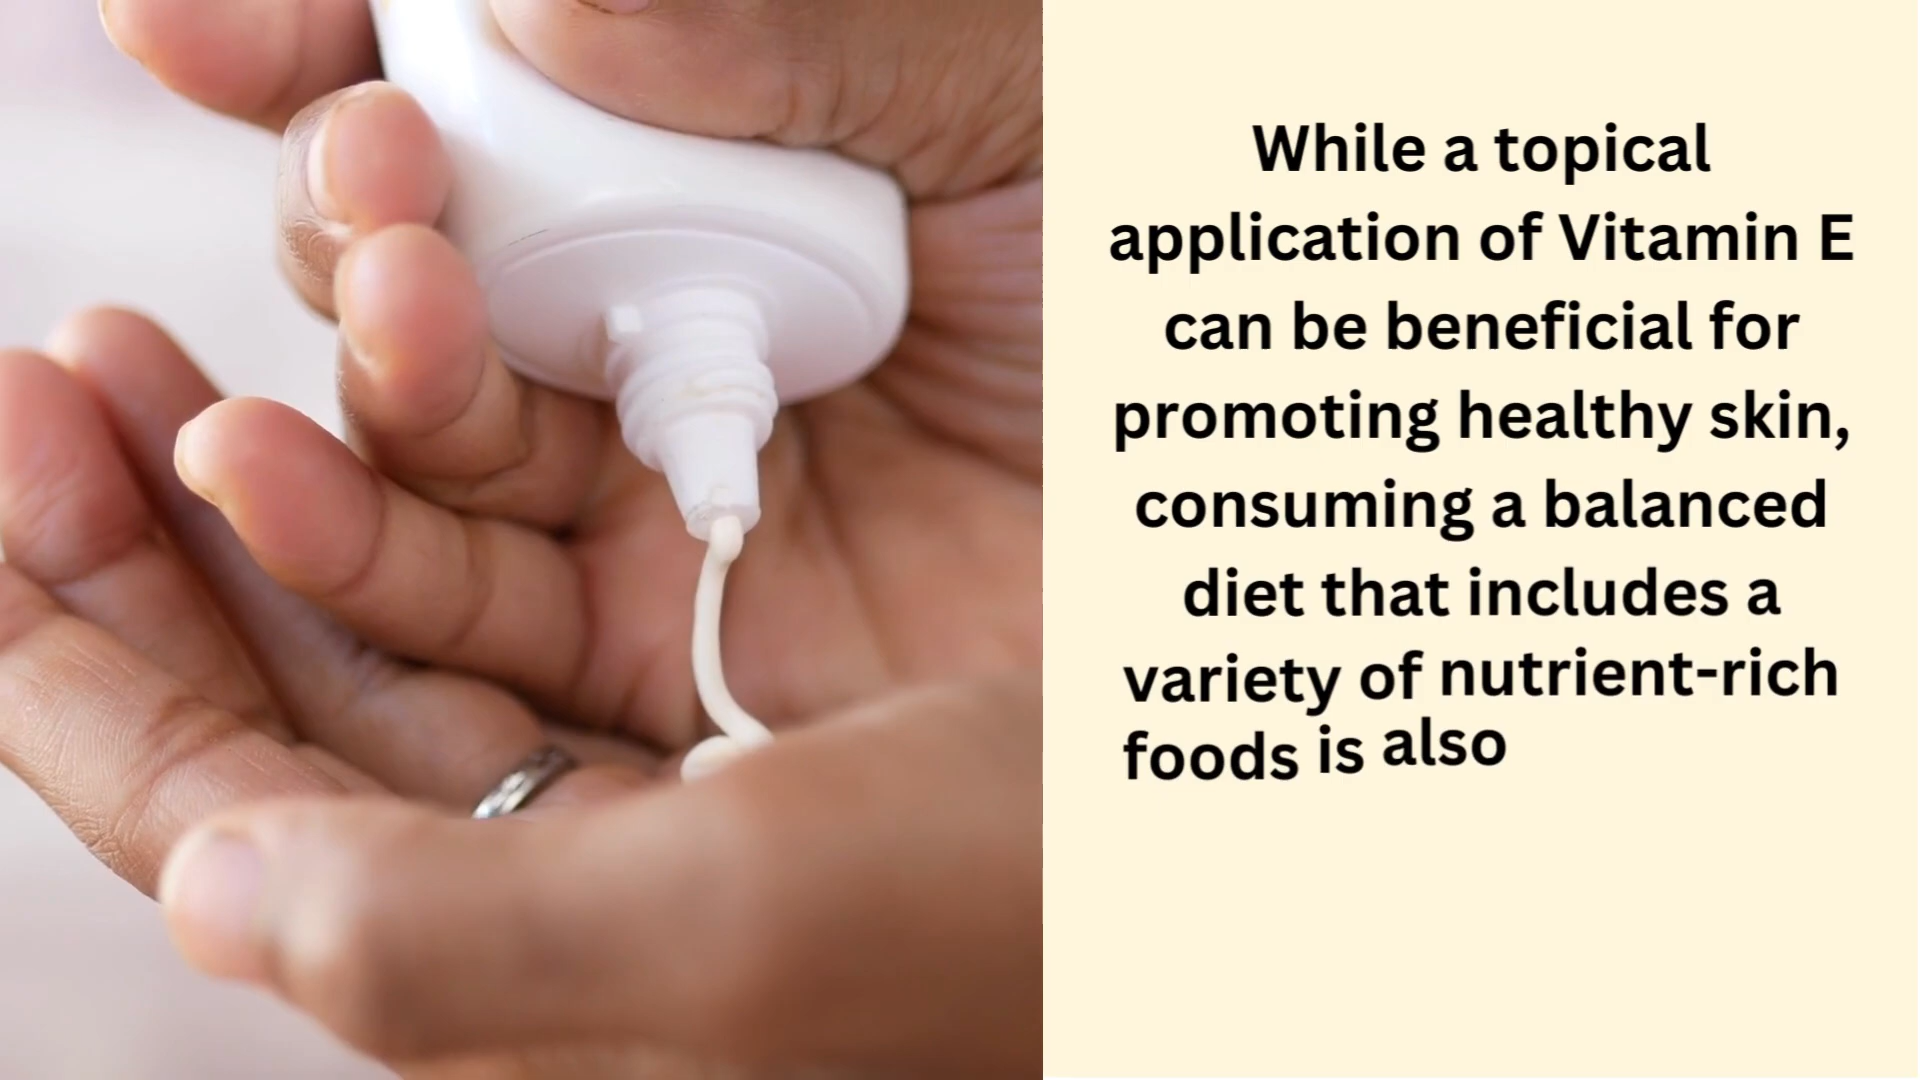 While a topical
application of Vitamin E
can be beneficial for
promoting healthy skin,
consuming a balanced
diet that includes a
variety of nutrient-rich
foods is also